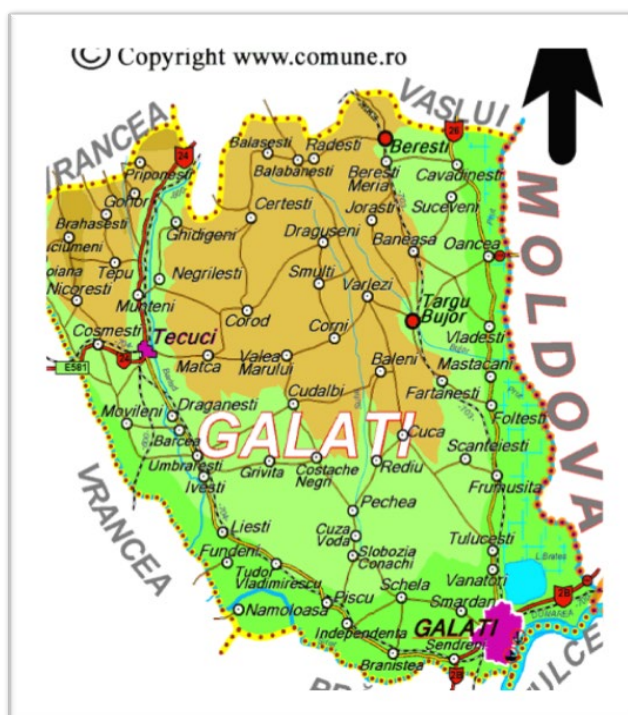 © Copyright www.comune.ro
VASLUI
VRANCEA
MOLDOVA
24
26
Balasesti
Radesti
Beresti
Balabanesti
Beresti
Meria
Cavadinesti
Priponesti
Gohor
Certesti
Jorasti
Suceveni
Brahasesti
Ghidigeni
Draguseni
Baneasa
Oancea
Tepu
Negrilesti
Smulti
Varlezi
Nicoresti
Munteni
Targu
Bujor
Corod
Corni
Vladesti
Cosmesti
Tecuci
E581
Matca
Valea
Marului
Baleni
Mastacani
Fartanesti
Cudalbi
Foltesti
Movileni
Draganesti
Barcea
GALATI
Cuca
Scanteiesti
Umbraresti
Grivita
Costache
Negri
Rediu
Ivesti
Frumusita
VRANCEA
Pechea
Liesti
Cuza
Voda
Tulucesti
Fundeni
Slobozia
Conachi
L.Brates
Tudor
Vladimirescu
Schela
Vanatori
Namoloasa
Piscu
Smardan
2B
DUNAREA
Independenta
GALATI
Sendreni
Branistea
2B